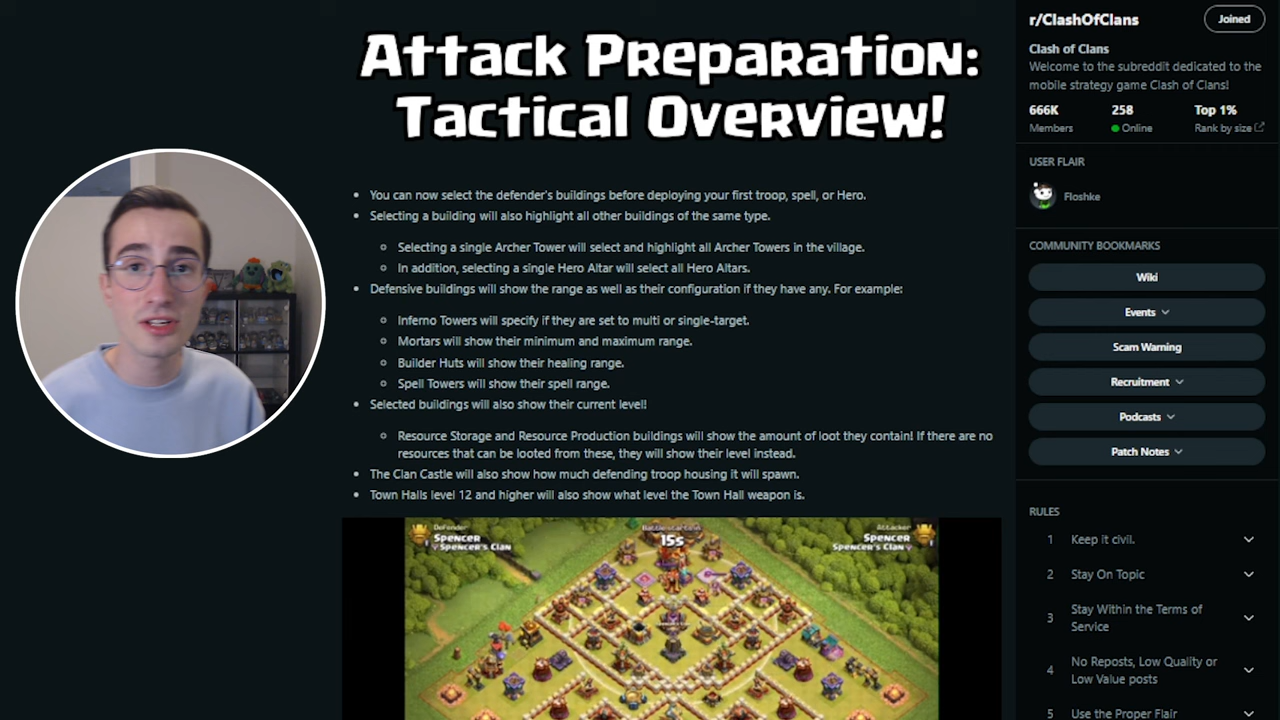 Attack Preparation:
Tactical Overview!
You can now select the defender's buildings before deploying your first troop, spell, or Hero.
Selecting a building will also highlight all other buildings of the same type.
Selecting a single Archer Tower will select and highlight all Archer Towers in the village.
In addition, selecting a single Hero Altar will select all Hero Altars.
Defensive buildings will show the range as well as their configuration if they have any. For example:
Inferno Towers will specify if they are set to multi or single-target.
Mortars will show their minimum and maximum range.
Builder Huts will show their healing range.
Spell Towers will show their spell range.
Selected buildings will also show their current level!
Resource Storage and Resource Production buildings will show the amount of loot they contain! If there are no
resources that can be looted from these, they will show their level instead.
The Clan Castle will also show how much defending troop housing it will spawn.
Town Halls level 12 and higher will also show what level the Town Hall weapon is.
Defender
Spencer
Spencer's Clan
Battle starts in
15s
Attacker
Spencer
Spencer's Clan
r/ClashOfClans
Joined
Clash of Clans
Welcome to the subreddit dedicated to the
mobile strategy game Clash of Clans!
666K 258 Top 1%
Members Online Rank by size
USER FLAIR
Floshke
COMMUNITY BOOKMARKS
Wiki
Events
Scam Warning
Recruitment
Podcasts
Patch Notes
RULES
1 Keep it civil.
2 Stay On Topic
3 Stay Within the Terms of
Service
4 No Reposts, Low Quality or
Low Value posts
5 Use the Proper Flair